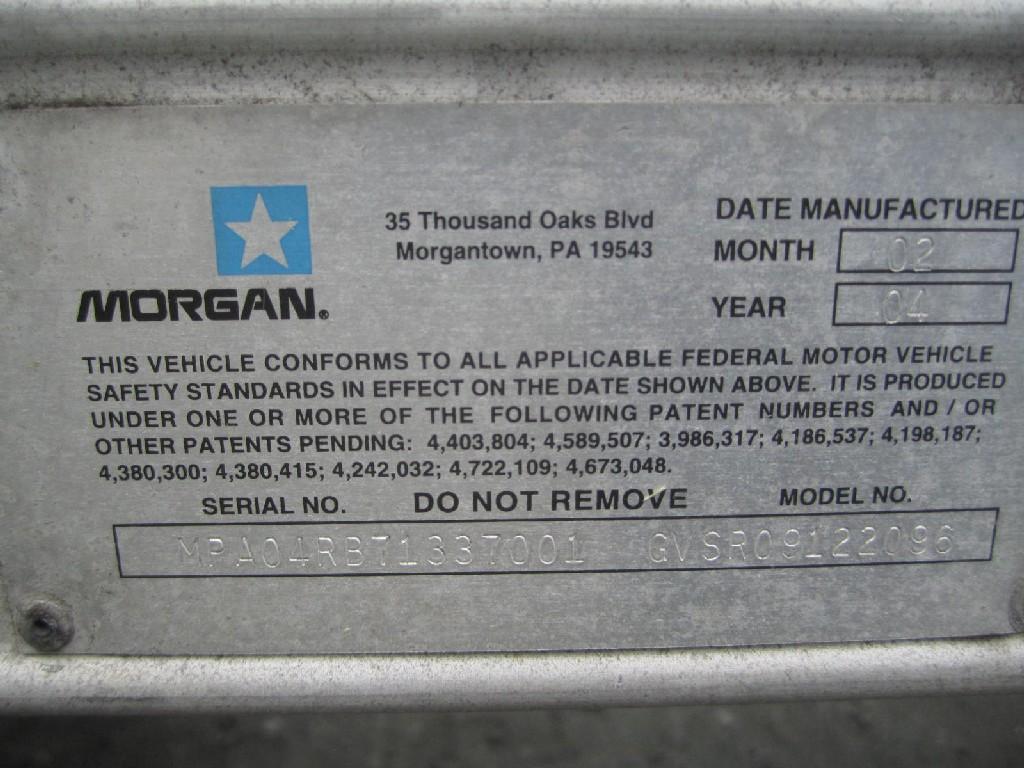 35 Thousand Oaks Blvd
Morgantown, PA 19543
MORGAN®
DATE MANUFACTURED
MONTH 02
YEAR 04
THIS VEHICLE CONFORMS TO ALL APPLICABLE FEDERAL MOTOR VEHICLE
SAFETY STANDARDS IN EFFECT ON THE DATE SHOWN ABOVE. IT IS PRODUCED
UNDER ONE OR MORE OF THE FOLLOWING PATENT NUMBERS AND / OR
OTHER PATENTS PENDING: 4,403,804; 4,589,507; 3,986,317; 4,186,537; 4,198,187;
4,380,300; 4,380,415; 4,242,032; 4,722,109; 4,673,048.
SERIAL NO. DO NOT REMOVE MODEL NO.
MPA04RB71337001 GVSR09122096